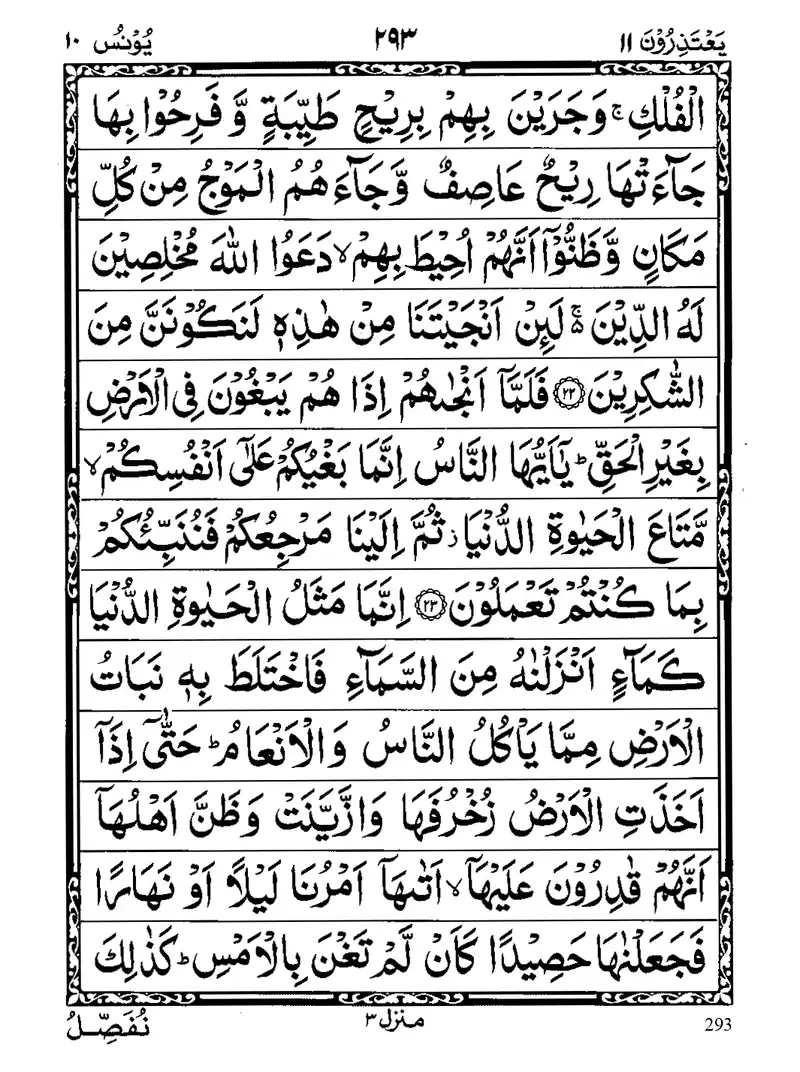 يَعْتَذِرُوْنَ ١١ ٢٩٣ يُوْنُس ١٠
الْفُلْكِ ۚ وَجَرَيْنَ بِهِمْ بِرِيْحٍ طَيِّبَةٍ وَّ فَرِحُوْا بِهَا
جَآءَتْهَا رِيْحٌ عَاصِفٌ وَّجَآءَ هُمُ الْمَوْجُ مِنْ كُلِّ
مَكَانٍ وَّظَنُّوْۤا اَنَّهُمْ اُحِيْطَ بِهِمْ ۙ دَعَوُا اللّٰهَ مُخْلِصِيْنَ
لَهُ الدِّيْنَ ۚ۬ لَئِنْ اَنْجَيْتَنَا مِنْ هٰذِهٖ لَنَكُوْنَنَّ مِنَ
الشّٰكِرِيْنَ ﴿٢٢﴾ فَلَمَّاۤ اَنْجٰىهُمْ اِذَا هُمْ يَبْغُوْنَ فِى الْاَرْضِ
بِغَيْرِ الْحَقِّ ؕ يٰۤاَيُّهَا النَّاسُ اِنَّمَا بَغْيُكُمْ عَلٰٓى اَنْفُسِكُمْ ۙ
مَّتَاعَ الْحَيٰوةِ الدُّنْيَا ز ثُمَّ اِلَيْنَا مَرْجِعُكُمْ فَنُنَبِّئُكُمْ
بِمَا كُنْتُمْ تَعْمَلُوْنَ ﴿٢٣﴾ اِنَّمَا مَثَلُ الْحَيٰوةِ الدُّنْيَا
كَمَآءٍ اَنْزَلْنٰهُ مِنَ السَّمَآءِ فَاخْتَلَطَ بِهٖ نَبَاتُ
الْاَرْضِ مِمَّا يَاْكُلُ النَّاسُ وَالْاَنْعَامُ ؕ حَتّٰۤى اِذَاۤ
اَخَذَتِ الْاَرْضُ زُخْرُفَهَا وَازَّيَّنَتْ وَظَنَّ اَهْلُهَاۤ
اَنَّهُمْ قٰدِرُوْنَ عَلَيْهَاۤ ۙ اَتٰىهَاۤ اَمْرُنَا لَيْلًا اَوْ نَهَارًا
فَجَعَلْنٰهَا حَصِيْدًا كَاَنْ لَّمْ تَغْنَ بِالْاَمْسِ ؕ كَذٰلِكَ
293 منزل ٣ نُفَصِّلُ